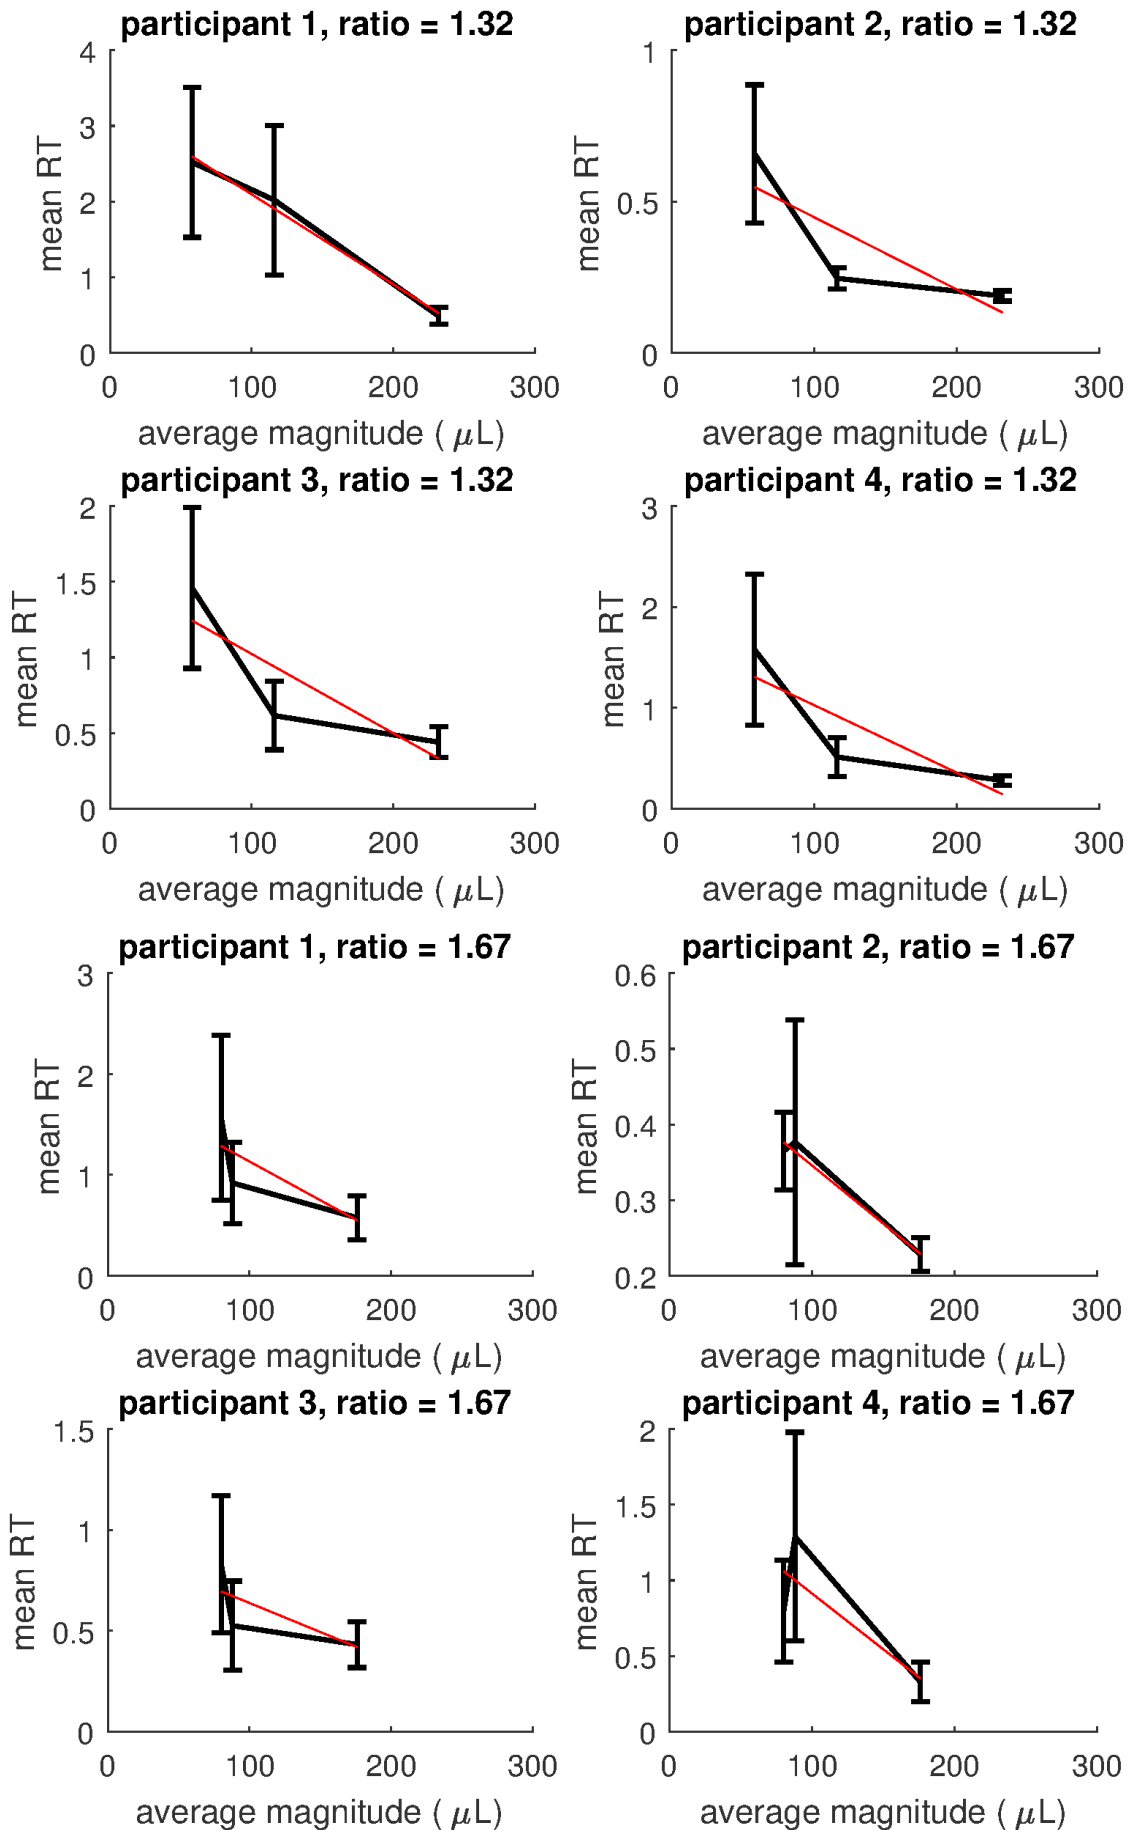 participant 1, ratio = 1.32
4
3
2
1
0
mean RT
0 100 200 300
average magnitude ( μL)
participant 2, ratio = 1.32
1
0.5
0
mean RT
0 100 200 300
average magnitude ( μL)
participant 3, ratio = 1.32
2
1.5
1
0.5
0
mean RT
0 100 200 300
average magnitude ( μL)
participant 4, ratio = 1.32
3
2
1
0
mean RT
0 100 200 300
average magnitude ( μL)
participant 1, ratio = 1.67
3
2
1
0
mean RT
0 100 200 300
average magnitude ( μL)
participant 2, ratio = 1.67
0.6
0.5
0.4
0.3
0.2
mean RT
0 100 200 300
average magnitude ( μL)
participant 3, ratio = 1.67
1.5
1
0.5
0
mean RT
0 100 200 300
average magnitude ( μL)
participant 4, ratio = 1.67
2
1.5
1
0.5
0
mean RT
0 100 200 300
average magnitude ( μL)